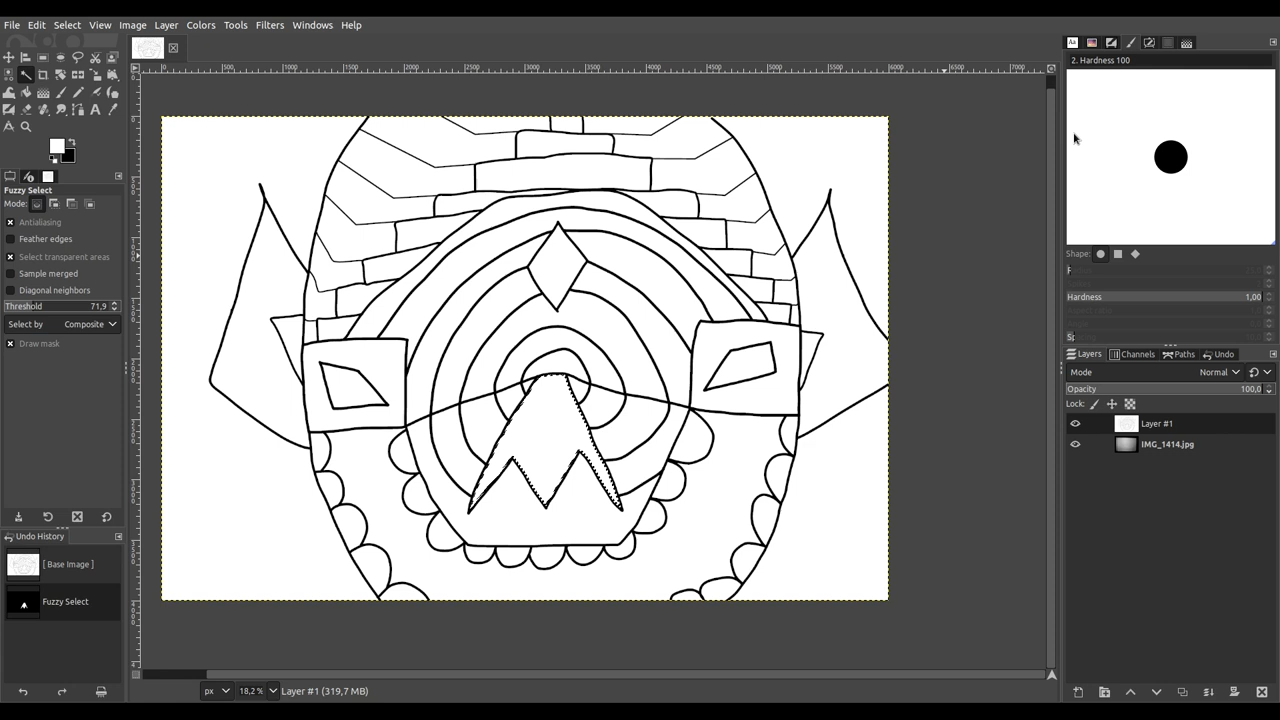 File Edit Select View Image Layer Colors Tools Filters Windows Help
2. Hardness 100
Fuzzy Select
Mode:
Antialiasing
Feather edges
Select transparent areas
Sample merged
Diagonal neighbors
Threshold 71,9
Select by Composite
Draw mask
Undo History
[ Base Image ]
Fuzzy Select
px 18,2 % Layer #1 (319,7 MB)
Shape:
Hardness 1,00
Layers Channels Paths Undo
Mode Normal
Opacity 100,0
Lock:
Layer #1
IMG_1414.jpg